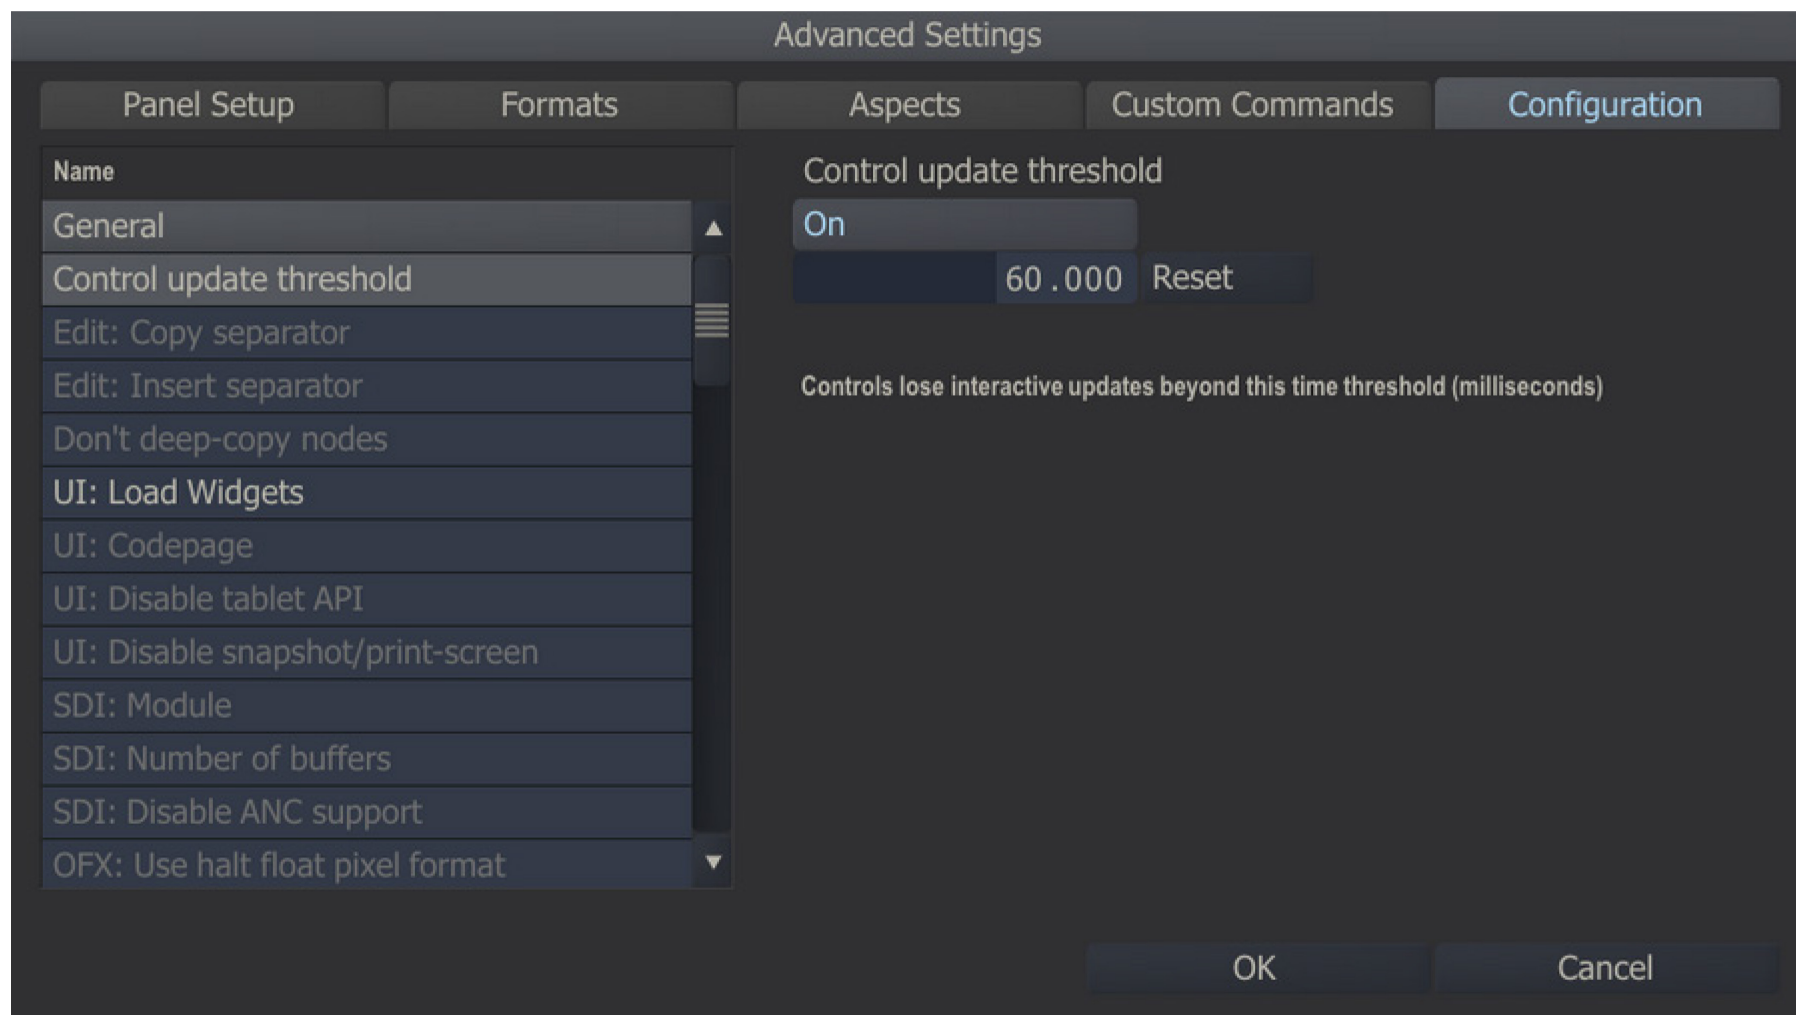 Advanced Settings
Panel Setup Formats Aspects Custom Commands Configuration
Name
General
Control update threshold
Edit: Copy separator
Edit: Insert separator
Don't deep-copy nodes
UI: Load Widgets
UI: Codepage
UI: Disable tablet API
UI: Disable snapshot/print-screen
SDI: Module
SDI: Number of buffers
SDI: Disable ANC support
OFX: Use halt float pixel format
Control update threshold
On
60.000 Reset
Controls lose interactive updates beyond this time threshold (milliseconds)
OK Cancel